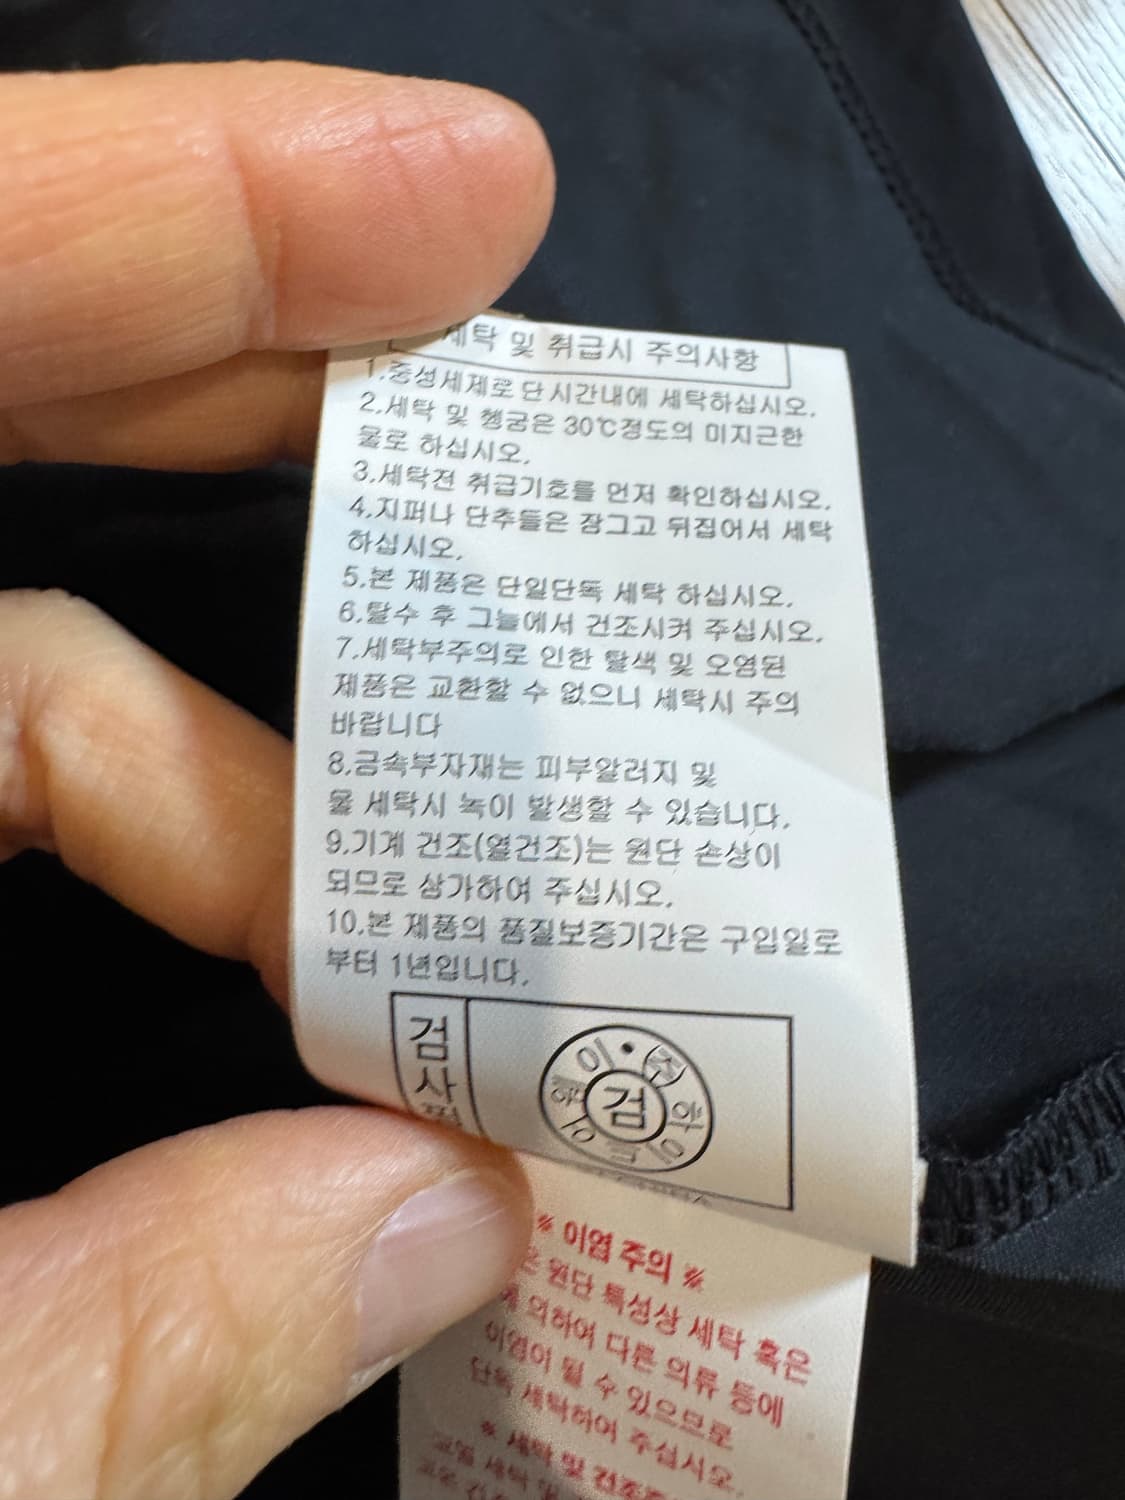 세탁 및 취급시 주의사항
1.중성세제로 단시간내에 세탁하십시오.
2.세탁 및 헹굼은 30℃정도의 미지근한
물로 하십시오.
3.세탁전 취급기호를 먼저 확인하십시오.
4.지퍼나 단추들은 잠그고 뒤집어서 세탁
하십시오.
5.본 제품은 단일단독 세탁 하십시오.
6.탈수 후 그늘에서 건조시켜 주십시오.
7.세탁부주의로 인한 탈색 및 오염된
제품은 교환할 수 없으니 세탁시 주의
바랍니다
8.금속부자재는 피부알러지 및
물 세탁시 녹이 발생할 수 있습니다.
9.기계 건조(열건조)는 원단 손상이
되므로 삼가하여 주십시오.
10.본 제품의 품질보증기간은 구입일로
부터 1년입니다.
검사필
검
※ 이염 주의 ※
원단 특성상 세탁 혹은
의하여 다른 의류 등에
이염이 될 수 있으므로
단독 세탁하여 주십시오.
※ 세탁 및
세탁